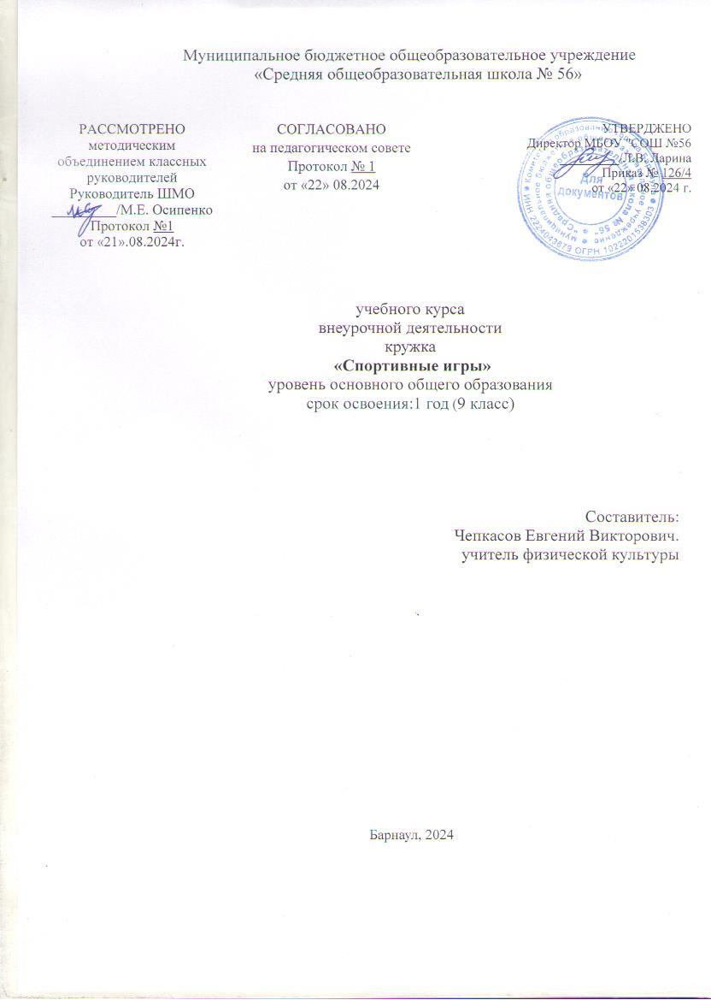 Муниципальное бюджетное общеобразовательное учреждение
«Средняя общеобразовательная школа № 56»
РАССМОТРЕНО
методическим
объединением классных
руководителей
Руководитель ШМО
/М.Е. Осипенко
Протокол №1
от «21».08.2024г.
СОГЛАСОВАНО
на педагогическом совете
Протокол № 1
от «22» 08.2024
УТВЕРЖДЕНО
Директор МБОУ "СОШ №56
Л.В. Ларина
Приказ № 126/4
от «22» 08.2024 г.
Для
документов
ИНН 2224043679 ОГРН 1022201538303
учебного курса
внеурочной деятельности
кружка
«Спортивные игры»
уровень основного общего образования
срок освоения:1 год (9 класс)
Составитель:
Чепкасов Евгений Викторович.
учитель физической культуры
Барнаул, 2024